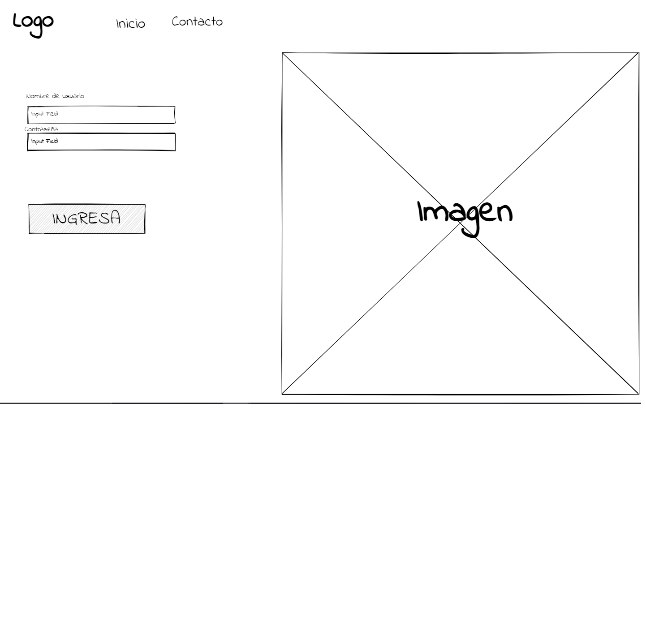 Logo
Inicio
Contacto
Nombre de usuario
Input Field
Contraseña
Input Field
INGRESA
Imagen